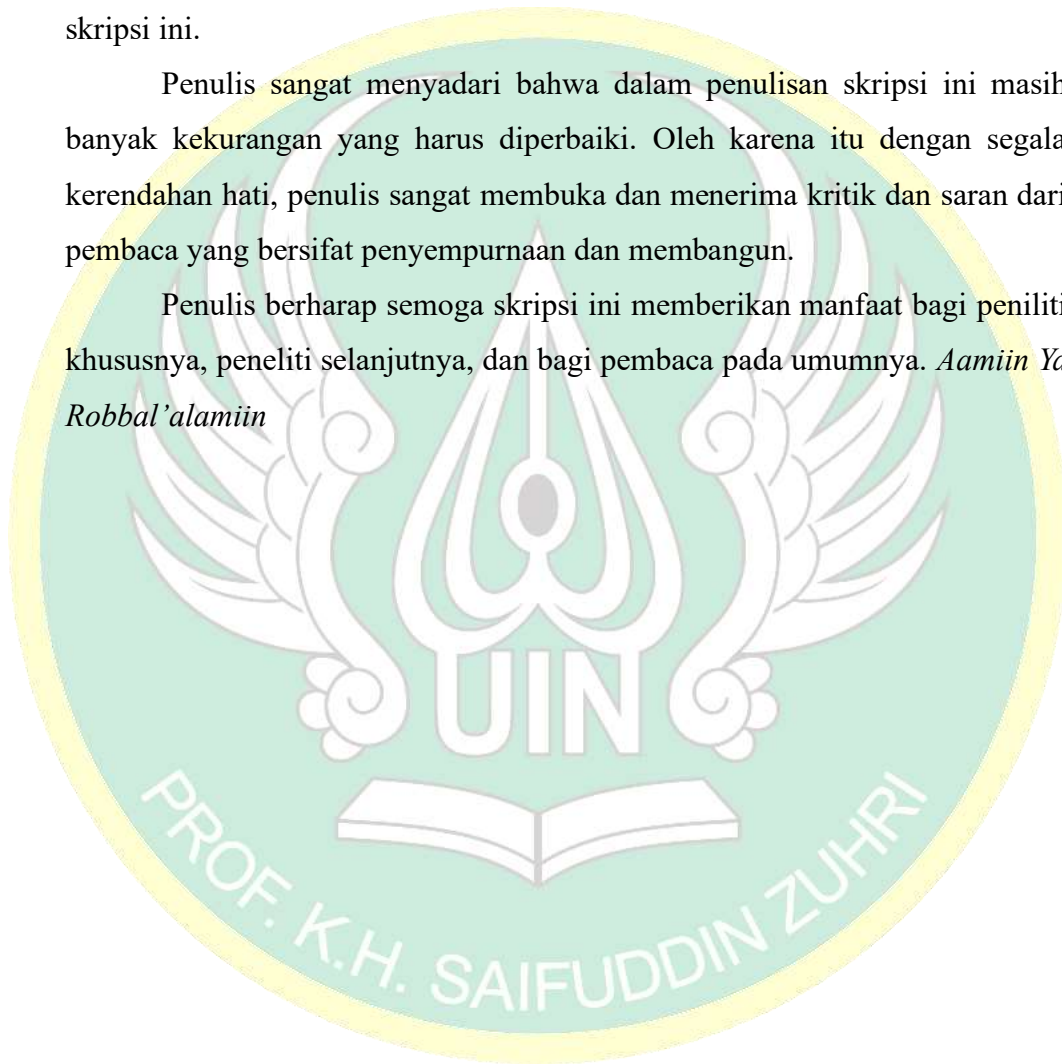 skripsi ini.
Penulis sangat menyadari bahwa dalam penulisan skripsi ini masih
banyak kekurangan yang harus diperbaiki. Oleh karena itu dengan segala
kerendahan hati, penulis sangat membuka dan menerima kritik dan saran dari
pembaca yang bersifat penyempurnaan dan membangun.
Penulis berharap semoga skripsi ini memberikan manfaat bagi peniliti
khususnya, peneliti selanjutnya, dan bagi pembaca pada umumnya. Aamiin Ya
Robbal’alamiin
UIN
PROF. K.H. SAIFUDDIN ZUHRI